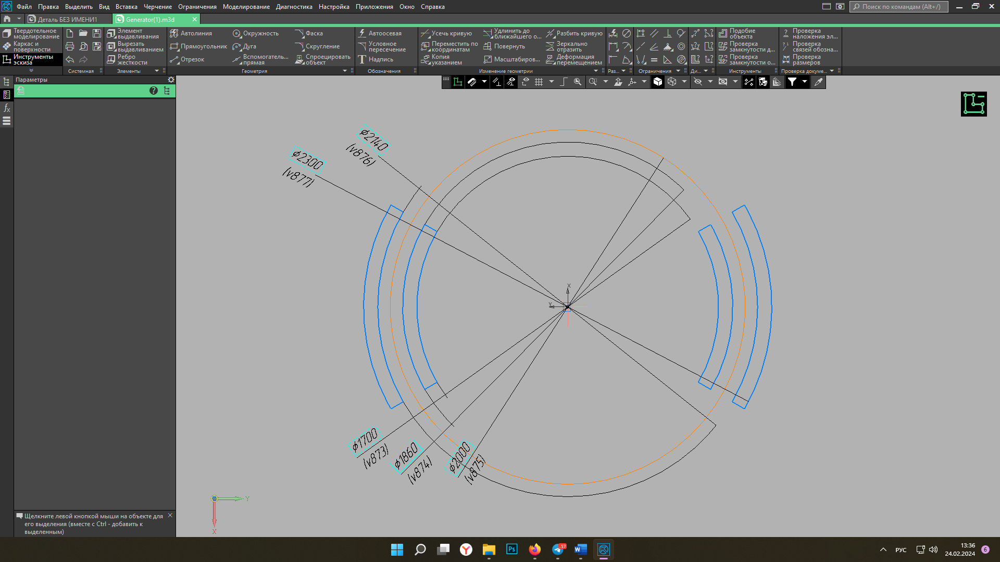 Файл Правка Выделить Вид Вставка Черчение Ограничения Моделирование Диагностика Настройка Приложения Окно Справка Поиск по командам (Alt+/)
Деталь БЕЗ ИМЕНИ1 Generator(1).m3d
Твердотельное моделирование
Каркас и поверхности
Инструменты эскиза
Системная
Элемент выдавливания
Вырезать выдавливанием
Ребро жесткости
Элементы
Автолиния
Прямоугольник
Отрезок
Окружность
Дуга
Вспомогатель... прямая
Фаска
Скругление
Спроецировать объект
Геометрия
Автоосевая
Условное пересечение
Надпись
Обозначения
Усечь кривую
Переместить по координатам
Копия указанием
Удлинить до ближайшего о...
Повернуть
Масштабиров...
Разбить кривую
Зеркально отразить
Деформация перемещением
Изменение геометрии
Раз...
Ограничения
Ди...
Подобие объекта
Проверка замкнутости д...
Проверка замкнутости о...
Инструменты
Проверка наложения эл...
Проверка связей обозна...
Проверка размеров
Проверка докуме...
Параметры
ϕ2140
(v876)
ϕ2300
(v877)
X
Y
ϕ1700
(v873)
ϕ1860
(v874)
ϕ2000
(v875)
Y
X
Щелкните левой кнопкой мыши на объекте для
его выделения (вместе с Ctrl - добавить к
выделенным)
57
Ps
РУС
13:36
24.02.2024
6